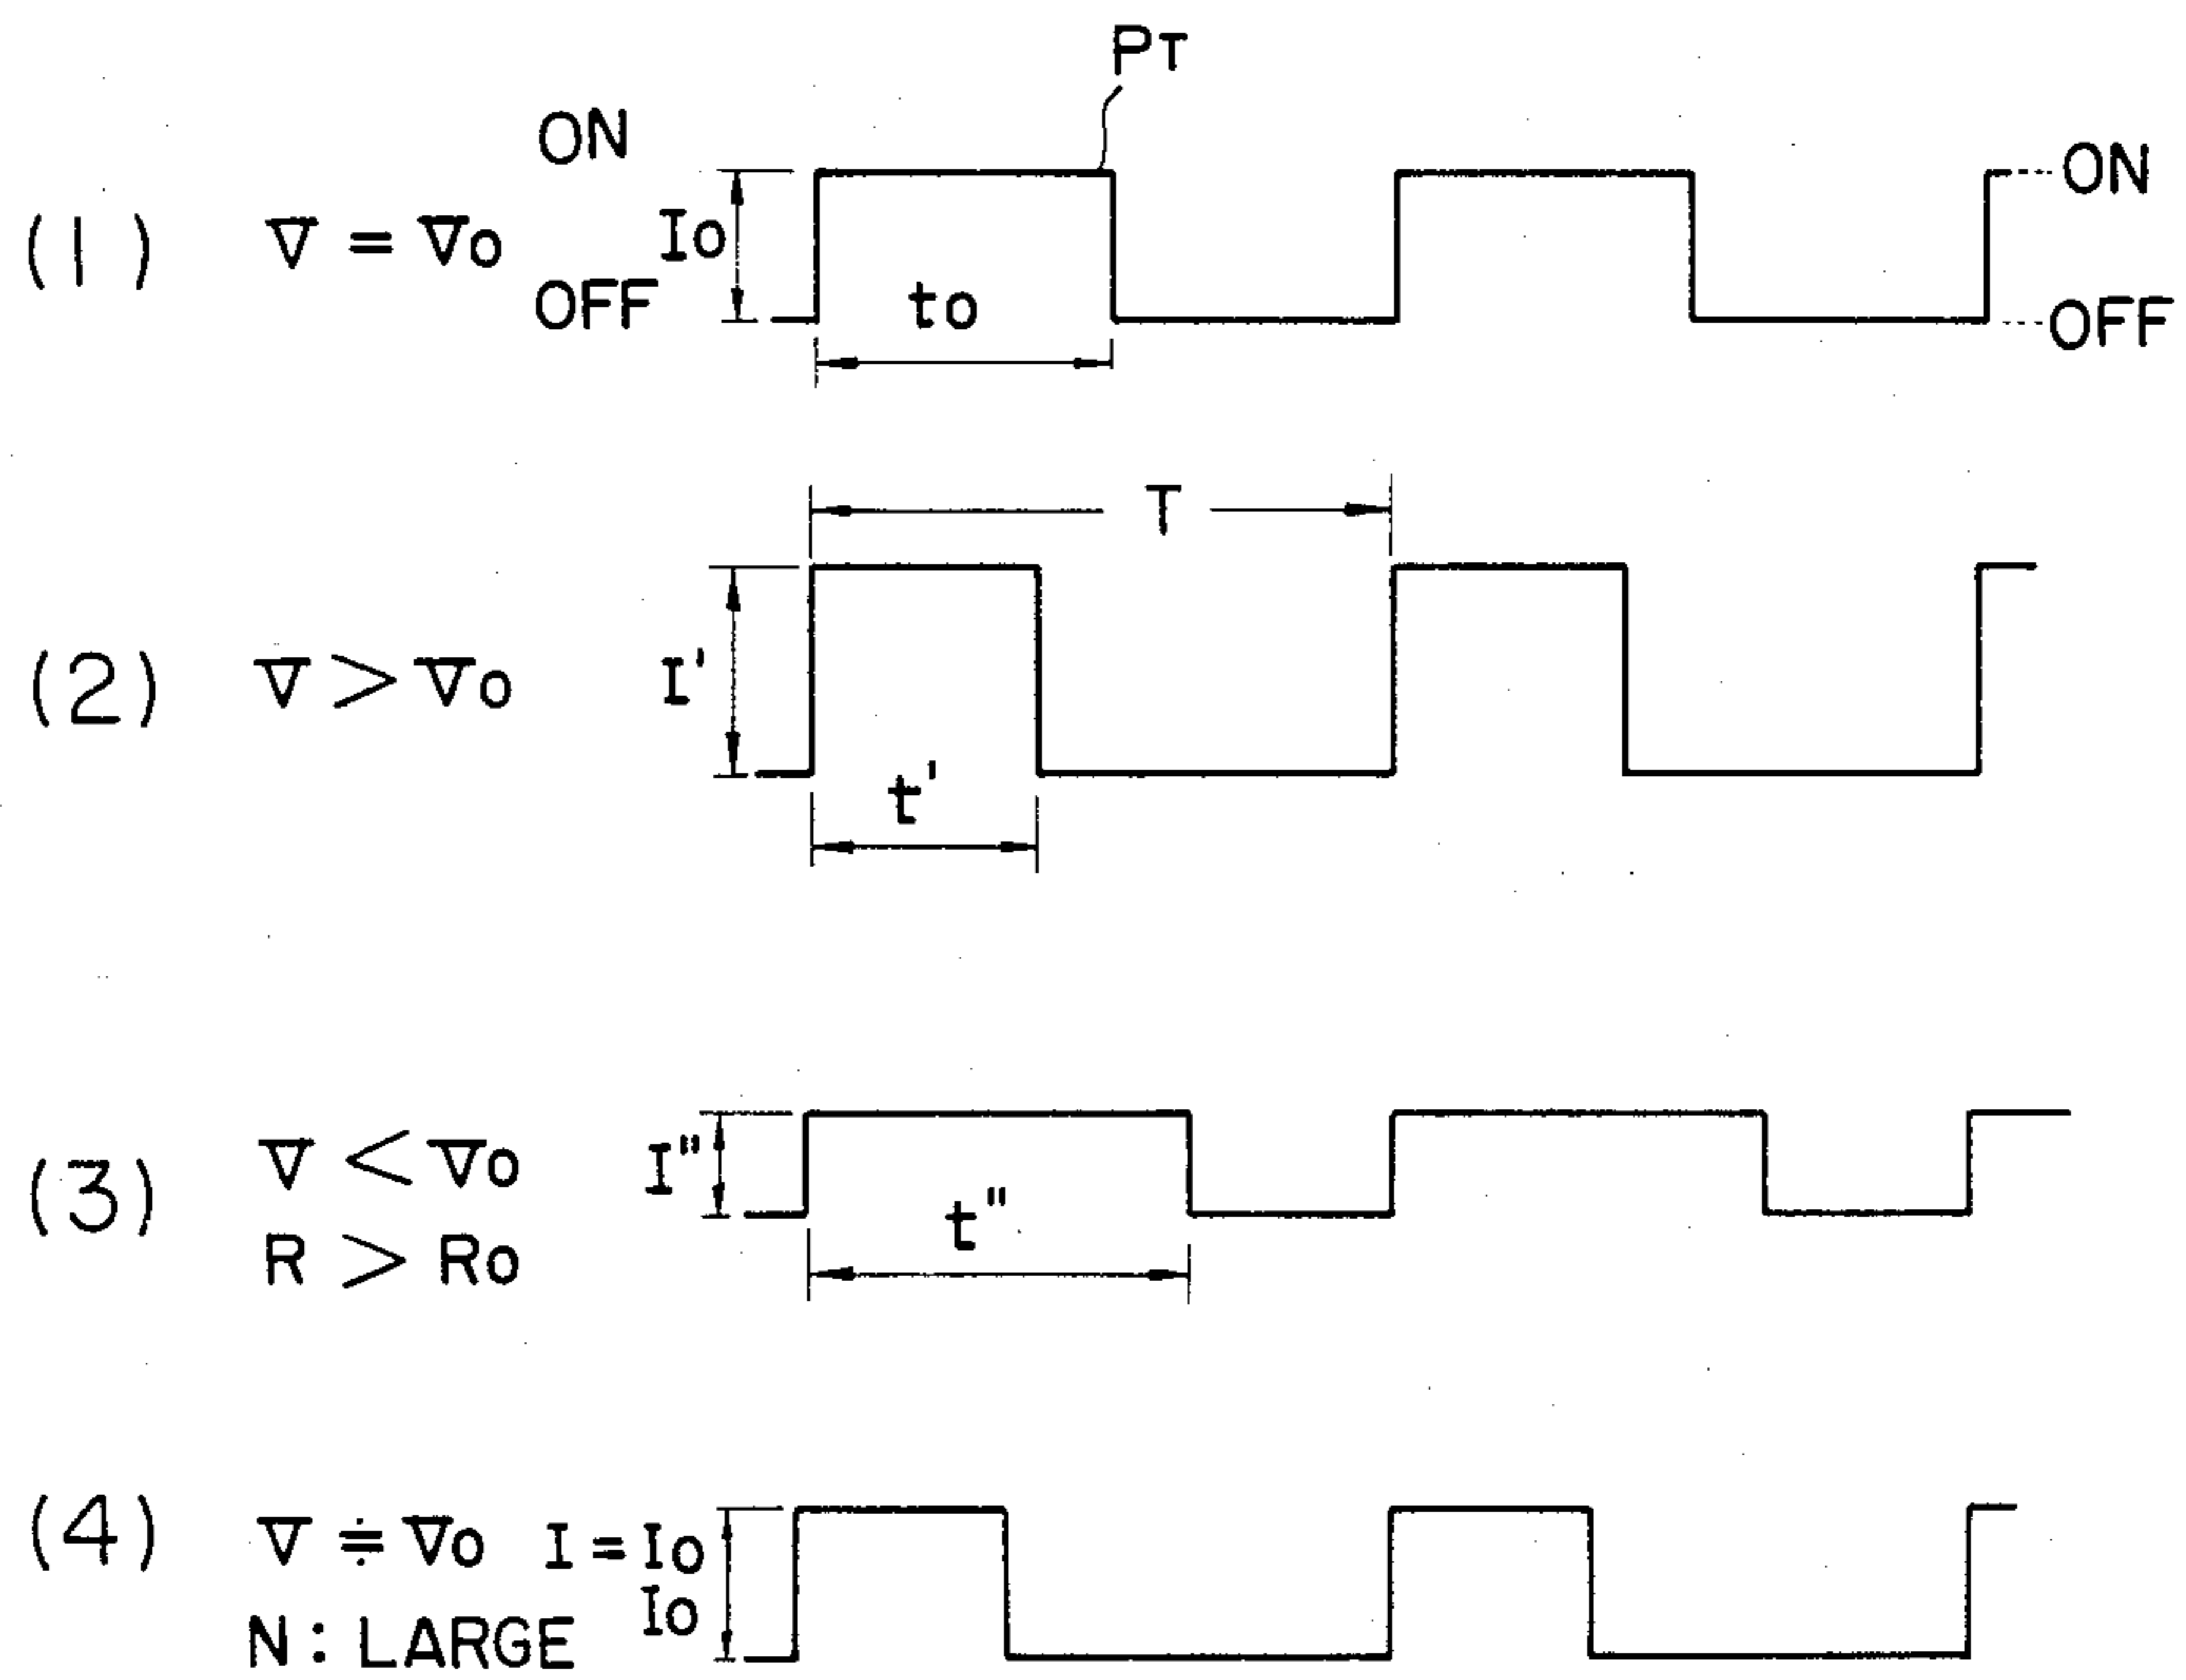 PT
ON
ON
(1) V = Vo Io
OFF to OFF
T
(2) V > Vo I'
t'
(3) V < Vo I"
R > Ro t"
(4) V ≑ Vo I = Io
Io
N : LARGE